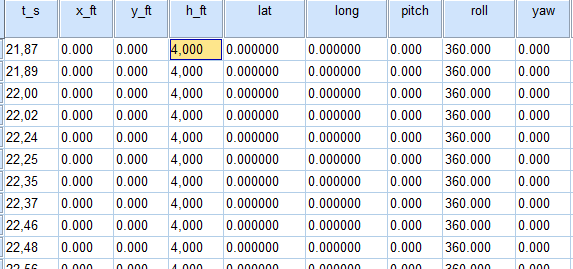 t_s x_ft y_ft h_ft lat long pitch roll yaw
21,87 0.000 0.000 4,000 0.000000 0.000000 0.000 360.000 0.000
21,89 0.000 0.000 4,000 0.000000 0.000000 0.000 360.000 0.000
22,00 0.000 0.000 4,000 0.000000 0.000000 0.000 360.000 0.000
22,02 0.000 0.000 4,000 0.000000 0.000000 0.000 360.000 0.000
22,24 0.000 0.000 4,000 0.000000 0.000000 0.000 360.000 0.000
22,25 0.000 0.000 4,000 0.000000 0.000000 0.000 360.000 0.000
22,35 0.000 0.000 4,000 0.000000 0.000000 0.000 360.000 0.000
22,37 0.000 0.000 4,000 0.000000 0.000000 0.000 360.000 0.000
22,46 0.000 0.000 4,000 0.000000 0.000000 0.000 360.000 0.000
22,48 0.000 0.000 4,000 0.000000 0.000000 0.000 360.000 0.000